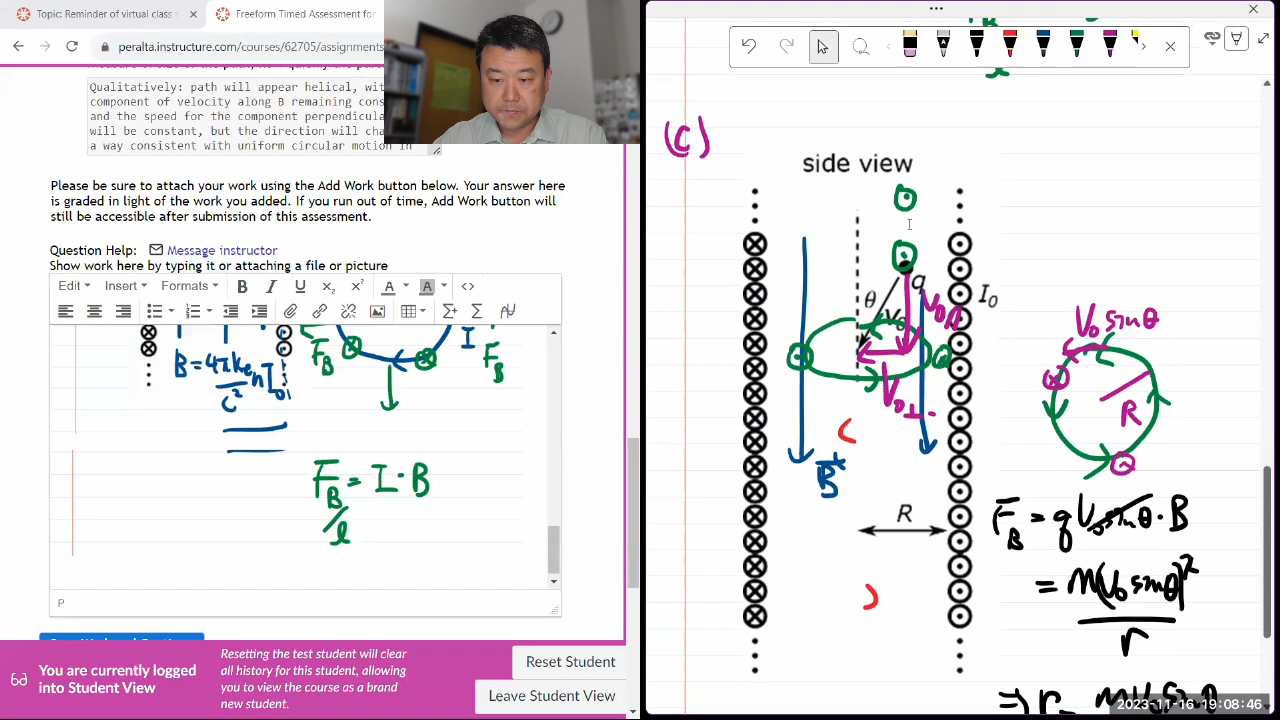 Topic: Reminder of virtual class s
Freeform Timed Assessment for
peralta.instructure.com/courses/62705/assignments
Qualitatively: path will appear helical, wit
component of velocity along B remaining cons
and the speed for the component perpendicula
will be constant, but the direction will cha
a way consistent with uniform circular motion in
Please be sure to attach your work using the Add Work button below. Your answer here
is graded in light of the work you added. If you run out of time, Add Work button will
still be accessible after submission of this assessment.
Question Help: Message instructor
Show work here by typing it or attaching a file or picture
Edit Insert Formats B I U X₂ X² A A <>
F_B I F_B
B = 4πke/c² n I₀
F_B/l = I · B
P
You are currently logged
into Student View
Resetting the test student will clear
all history for this student, allowing
you to view the course as a brand
new student.
Reset Student
Leave Student View
(c)
side view
q
θ
V₀
V₀∥
V₀⊥
I₀
B
R
V₀ sinθ
R
F_B = q V₀ sinθ · B
= m(V₀ sinθ)²
r
⇒ r =
2023-11-16 19:08:46